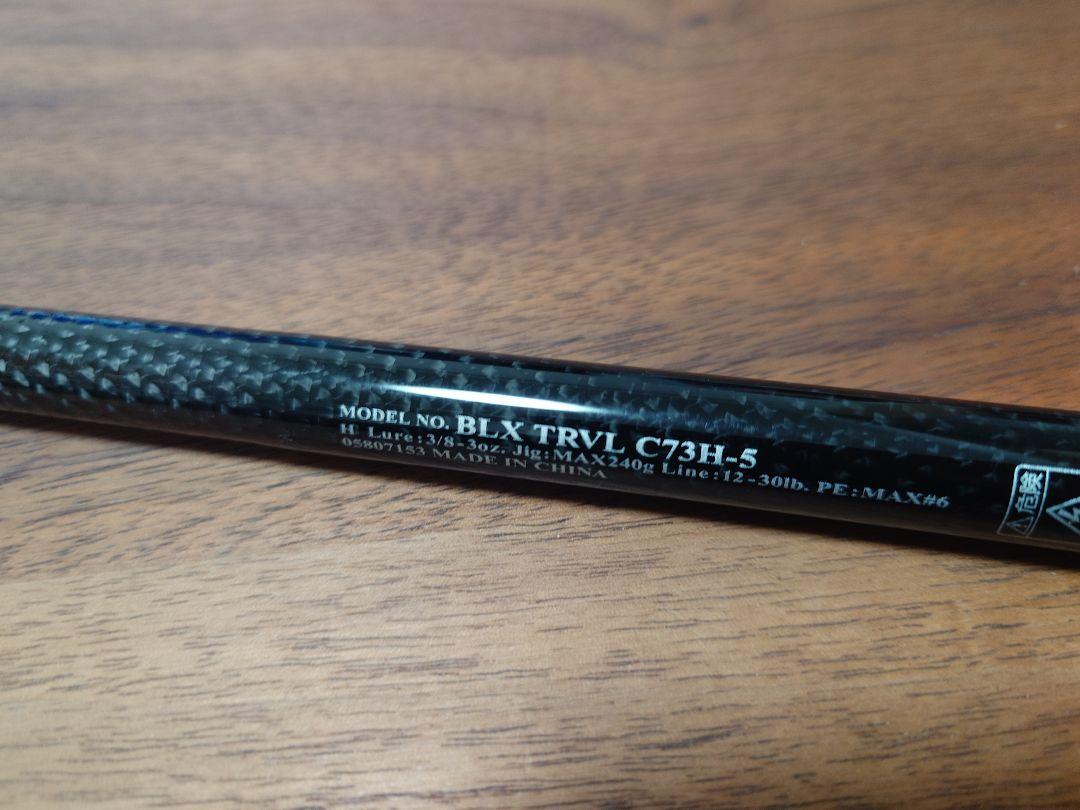 MODEL NO. BLX TRVL C73H-5
H Lure:3/8-3oz. Jig:MAX240g Line:12-30lb. PE:MAX#6
05807153 MADE IN CHINA
危険